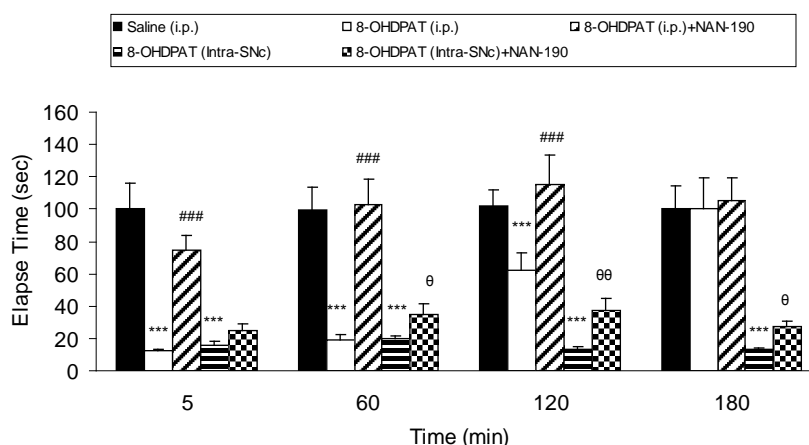 Saline (i.p.) 8-OHDPAT (i.p.) 8-OHDPAT (i.p.)+NAN-190
8-OHDPAT (Intra-SNc) 8-OHDPAT (Intra-SNc)+NAN-190
160
140
120
100
80
60
40
20
0
Elapse Time (sec)
*** ### ***
*** ### *** θ
*** ### *** θθ
*** θ
5 60 120 180
Time (min)